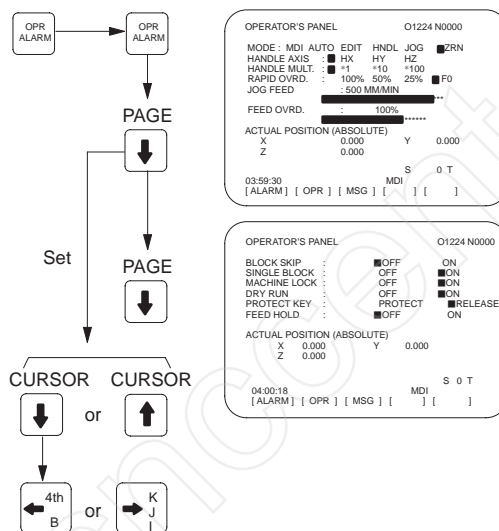 OPR
ALARM
OPR
ALARM
PAGE
Set
PAGE
CURSOR CURSOR
or
4th
B
or
K
J
I
OPERATOR'S PANEL O1224 N0000
MODE : MDI AUTO EDIT HNDL JOG ■ZRN
HANDLE AXIS : ■ HX HY HZ
HANDLE MULT. : ■ *1 *10 *100
RAPID OVRD. : 100% 50% 25% ■ F0
JOG FEED : 500 MM/MIN
***
FEED OVRD. : 100%
******
ACTUAL POSITION (ABSOLUTE)
X 0.000 Y 0.000
Z 0.000
S 0 T
03:59:30 MDI
[ ALARM ] [ OPR ] [ MSG ] [ ] [ ]
OPERATOR'S PANEL O1224 N0000
BLOCK SKIP : ■OFF ON
SINGLE BLOCK : OFF ■ON
MACHINE LOCK : OFF ■ON
DRY RUN : OFF ■ON
PROTECT KEY : PROTECT ■RELEASE
FEED HOLD : ■OFF ON
ACTUAL POSITION (ABSOLUTE)
X 0.000 Y 0.000
Z 0.000
S 0 T
04:00:18 MDI
[ ALARM ] [ OPR ] [ MSG ] [ ] [ ]